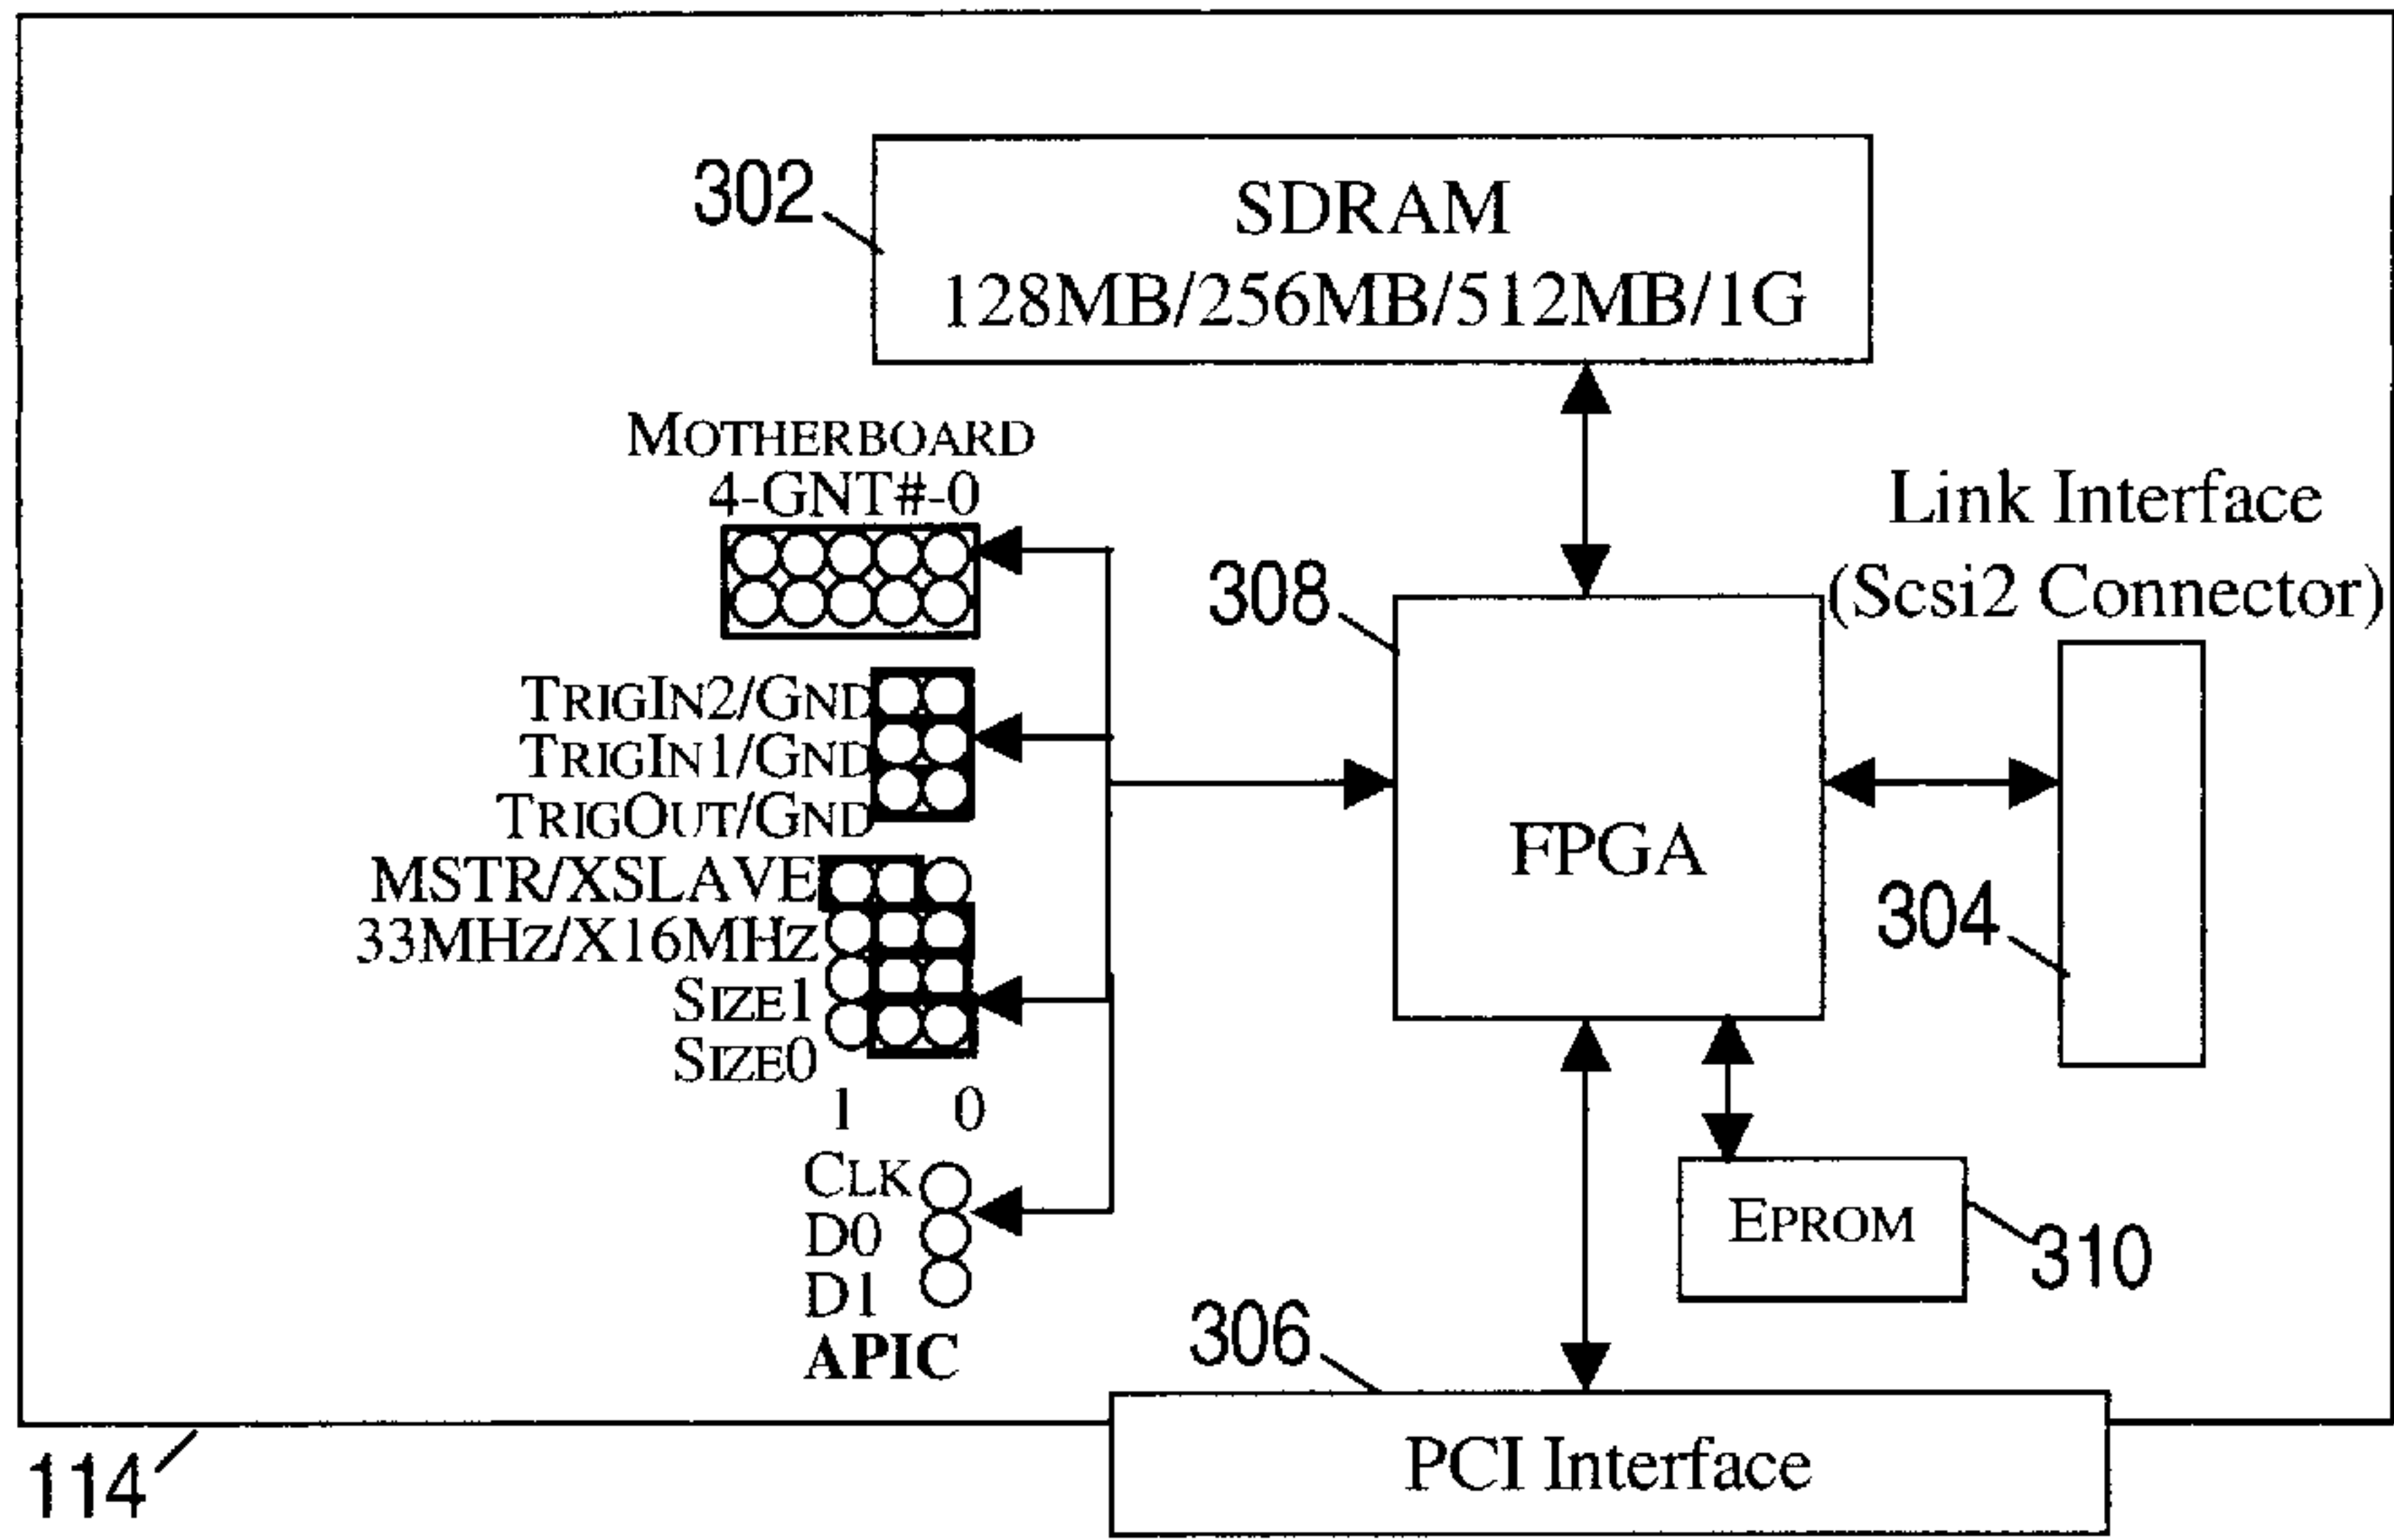 302
SDRAM
128MB/256MB/512MB/1G
MOTHERBOARD
4-GNT#-0
Link Interface
(Scsi2 Connector)
308
TRIGIN2/GND
TRIGIN1/GND
TRIGOUT/GND
FPGA
MSTR/XSLAVE
33MHZ/X16MHZ
304
SIZE1
SIZE0
1 0
CLK
D0
D1
APIC
EPROM
310
306
PCI Interface
114